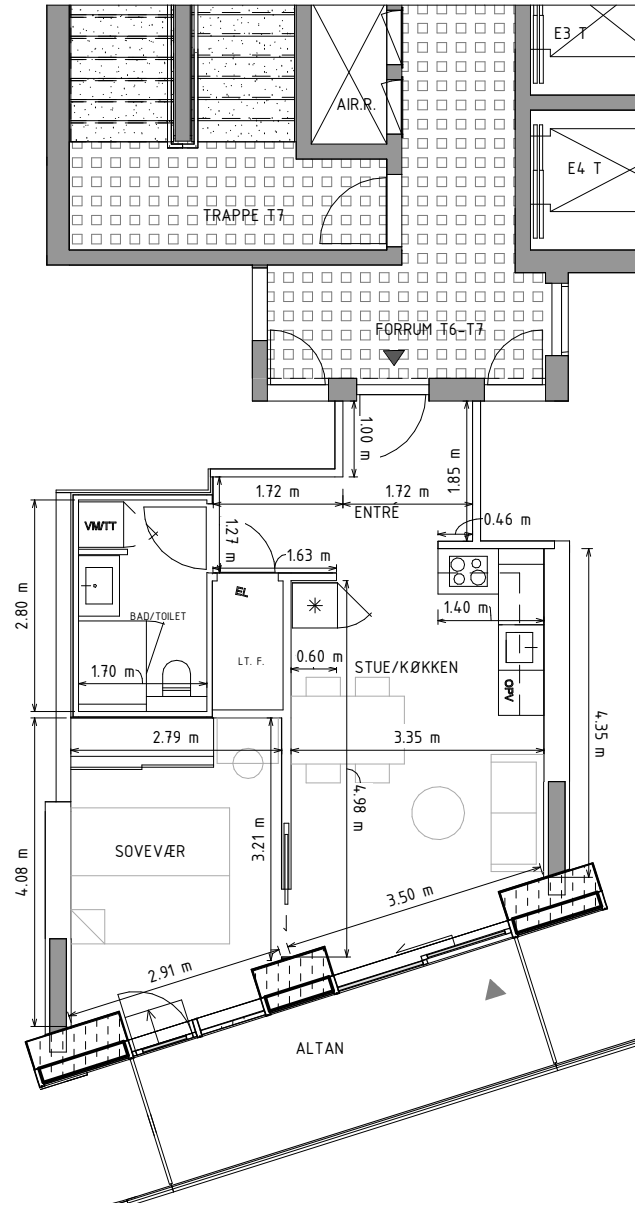 E3 T
AIR.R.
E4 T
TRAPPE T7
FORRUM T6-T7
1.00 m
1.85 m
1.72 m
1.72 m
ENTRÉ
0.46 m
VM/TT
1.27 m
1.63 m
EL
2.80 m
BAD/TOILET
1.40 m
LT. F.
0.60 m
STUE/KØKKEN
1.70 m
OPV
4.35 m
2.79 m
3.35 m
4.98 m
3.21 m
SOVEVÆR
4.08 m
3.50 m
2.91 m
ALTAN